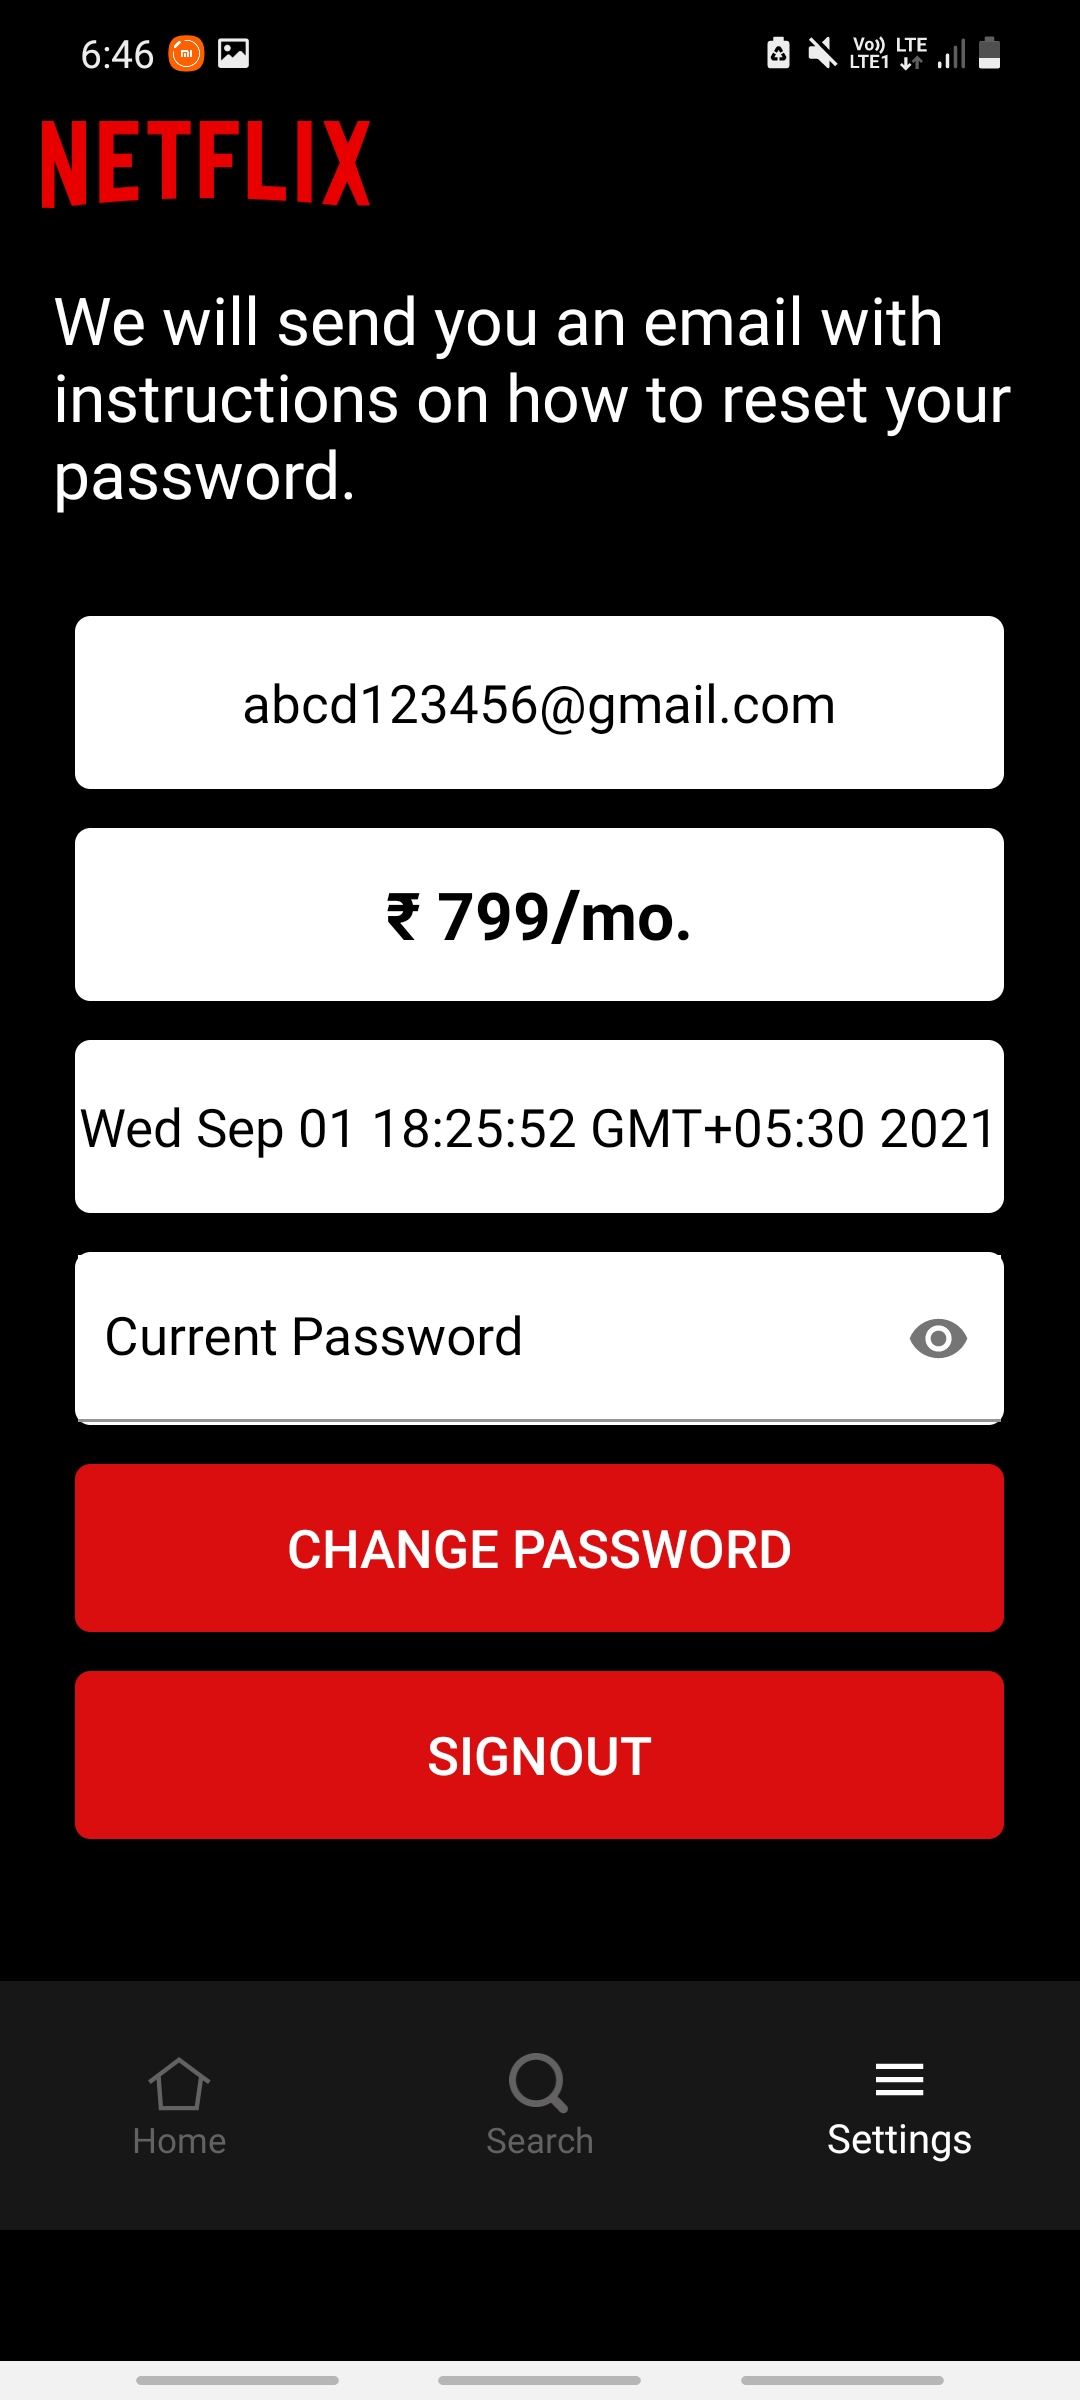 6:46
Vo)) LTE
LTE1
NETFLIX
We will send you an email with
instructions on how to reset your
password.
abcd123456@gmail.com
₹ 799/mo.
Wed Sep 01 18:25:52 GMT+05:30 2021
Current Password
CHANGE PASSWORD
SIGNOUT
Home
Search
Settings